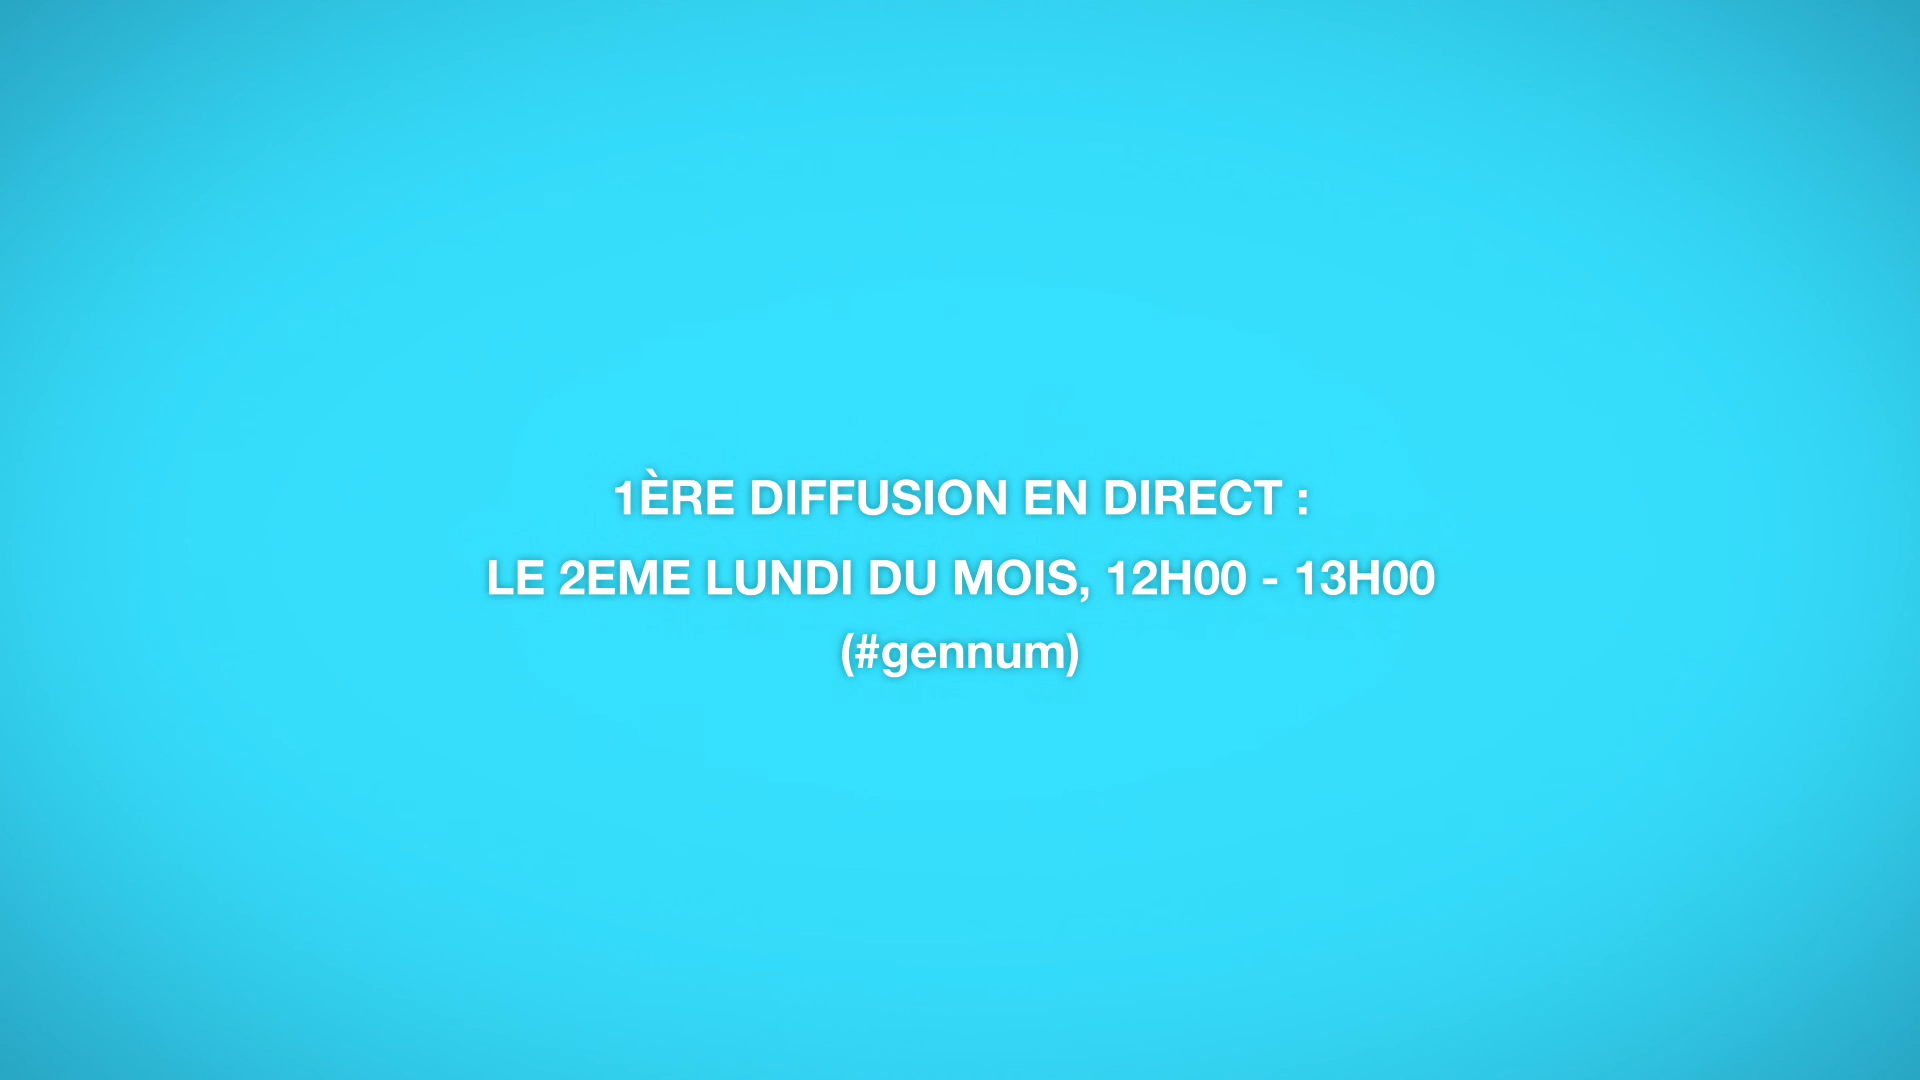 1ÈRE DIFFUSION EN DIRECT :
LE 2EME LUNDI DU MOIS, 12H00 - 13H00
(#gennum)